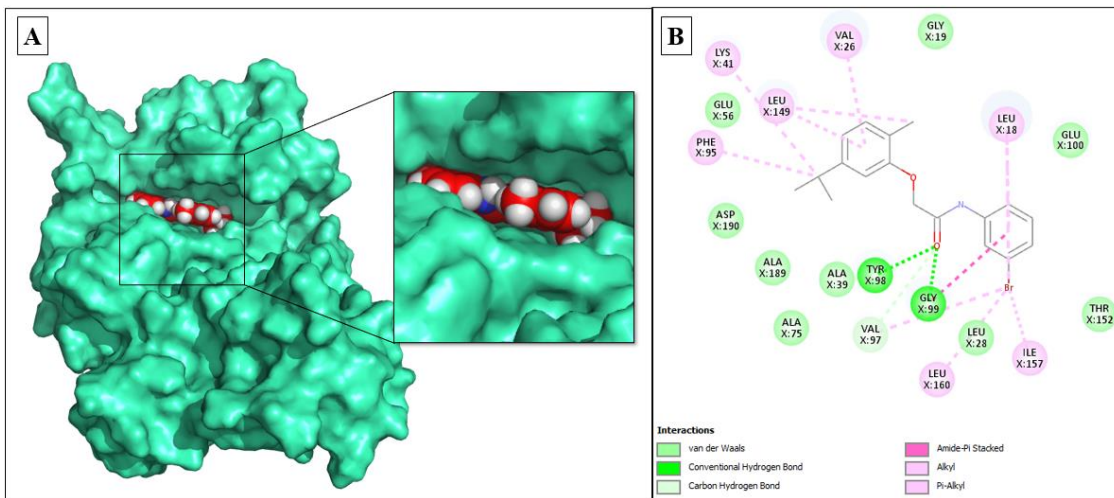 A
B
VAL
X:26
GLY
X:19
LYS
X:41
LEU
X:149
GLU
X:56
LEU
X:18
GLU
X:100
PHE
X:95
ASP
X:190
ALA
X:189
ALA
X:39
TYR
X:98
GLY
X:99
O
O
N
Br
THR
X:152
ALA
X:75
VAL
X:97
LEU
X:28
ILE
X:157
LEU
X:160
Interactions
van der Waals
Conventional Hydrogen Bond
Carbon Hydrogen Bond
Amide-Pi Stacked
Alkyl
Pi-Alkyl